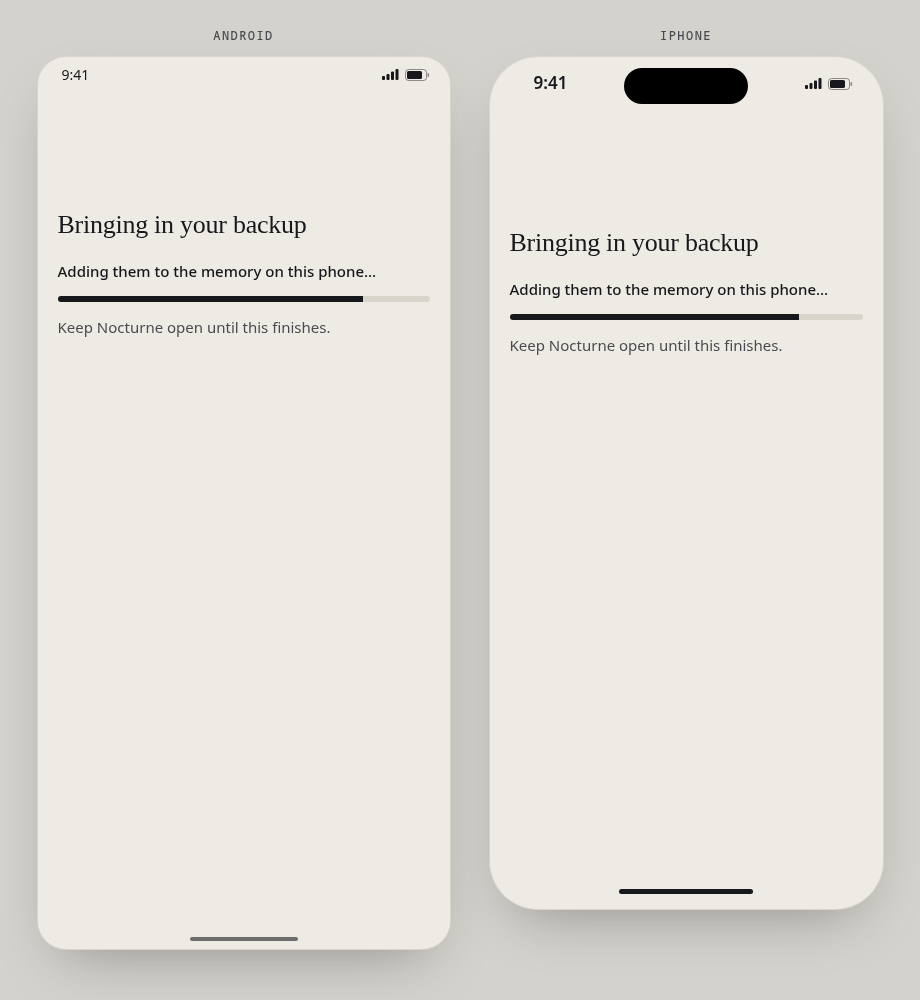 ANDROID
9:41
Bringing in your backup
Adding them to the memory on this phone…
Keep Nocturne open until this finishes.
IPHONE
9:41
Bringing in your backup
Adding them to the memory on this phone…
Keep Nocturne open until this finishes.